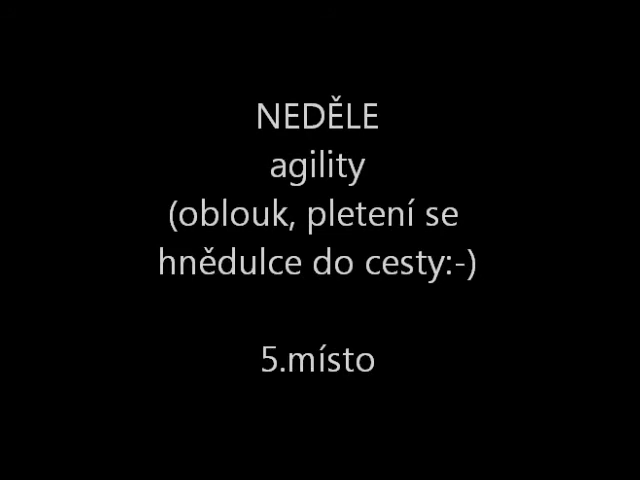 NEDĚLE
agility
(oblouk, pletení se
hnědulce do cesty:-)
5.místo